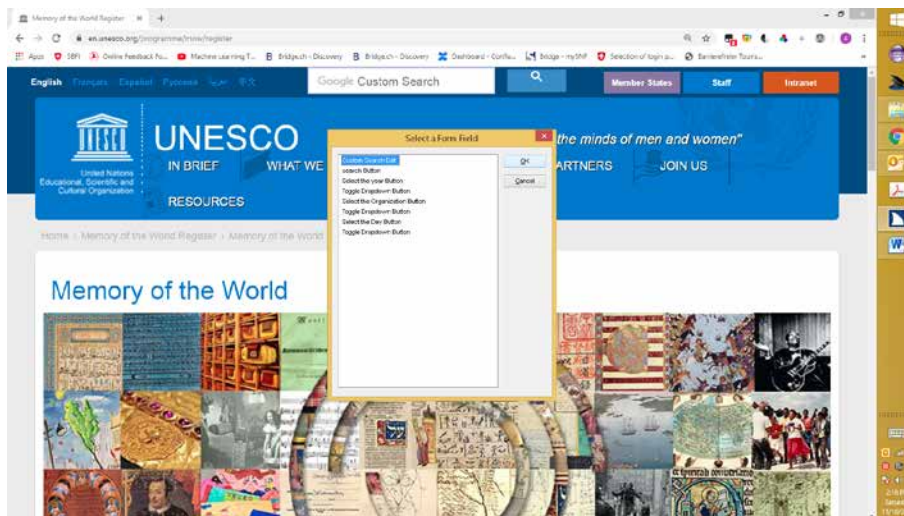 Memory of the World Register
en.unesco.org/programme/mow/register
Apps
SBFI
Online Feedback Fo...
Machine Learning T...
Bridge.ch - Discovery
Bridge.ch - Discovery
Dashboard - Conflu...
Bridge - mySNF
Selection of login p...
Barrierefreier Touris...
English Français Español Русский العربية 中文
Google Custom Search
Member States
Staff
Intranet
UNESCO
United Nations
Educational, Scientific and
Cultural Organization
the minds of men and women"
IN BRIEF
WHAT WE
ARTNERS
JOIN US
RESOURCES
Home
Memory of the World Register
Memory of the World
Select a Form Field
Custom Search Edit
search Button
Select the year Button
Toggle Dropdown Button
Select the Organization Button
Toggle Dropdown Button
Select the Day Button
Toggle Dropdown Button
OK
Cancel
Memory of the World